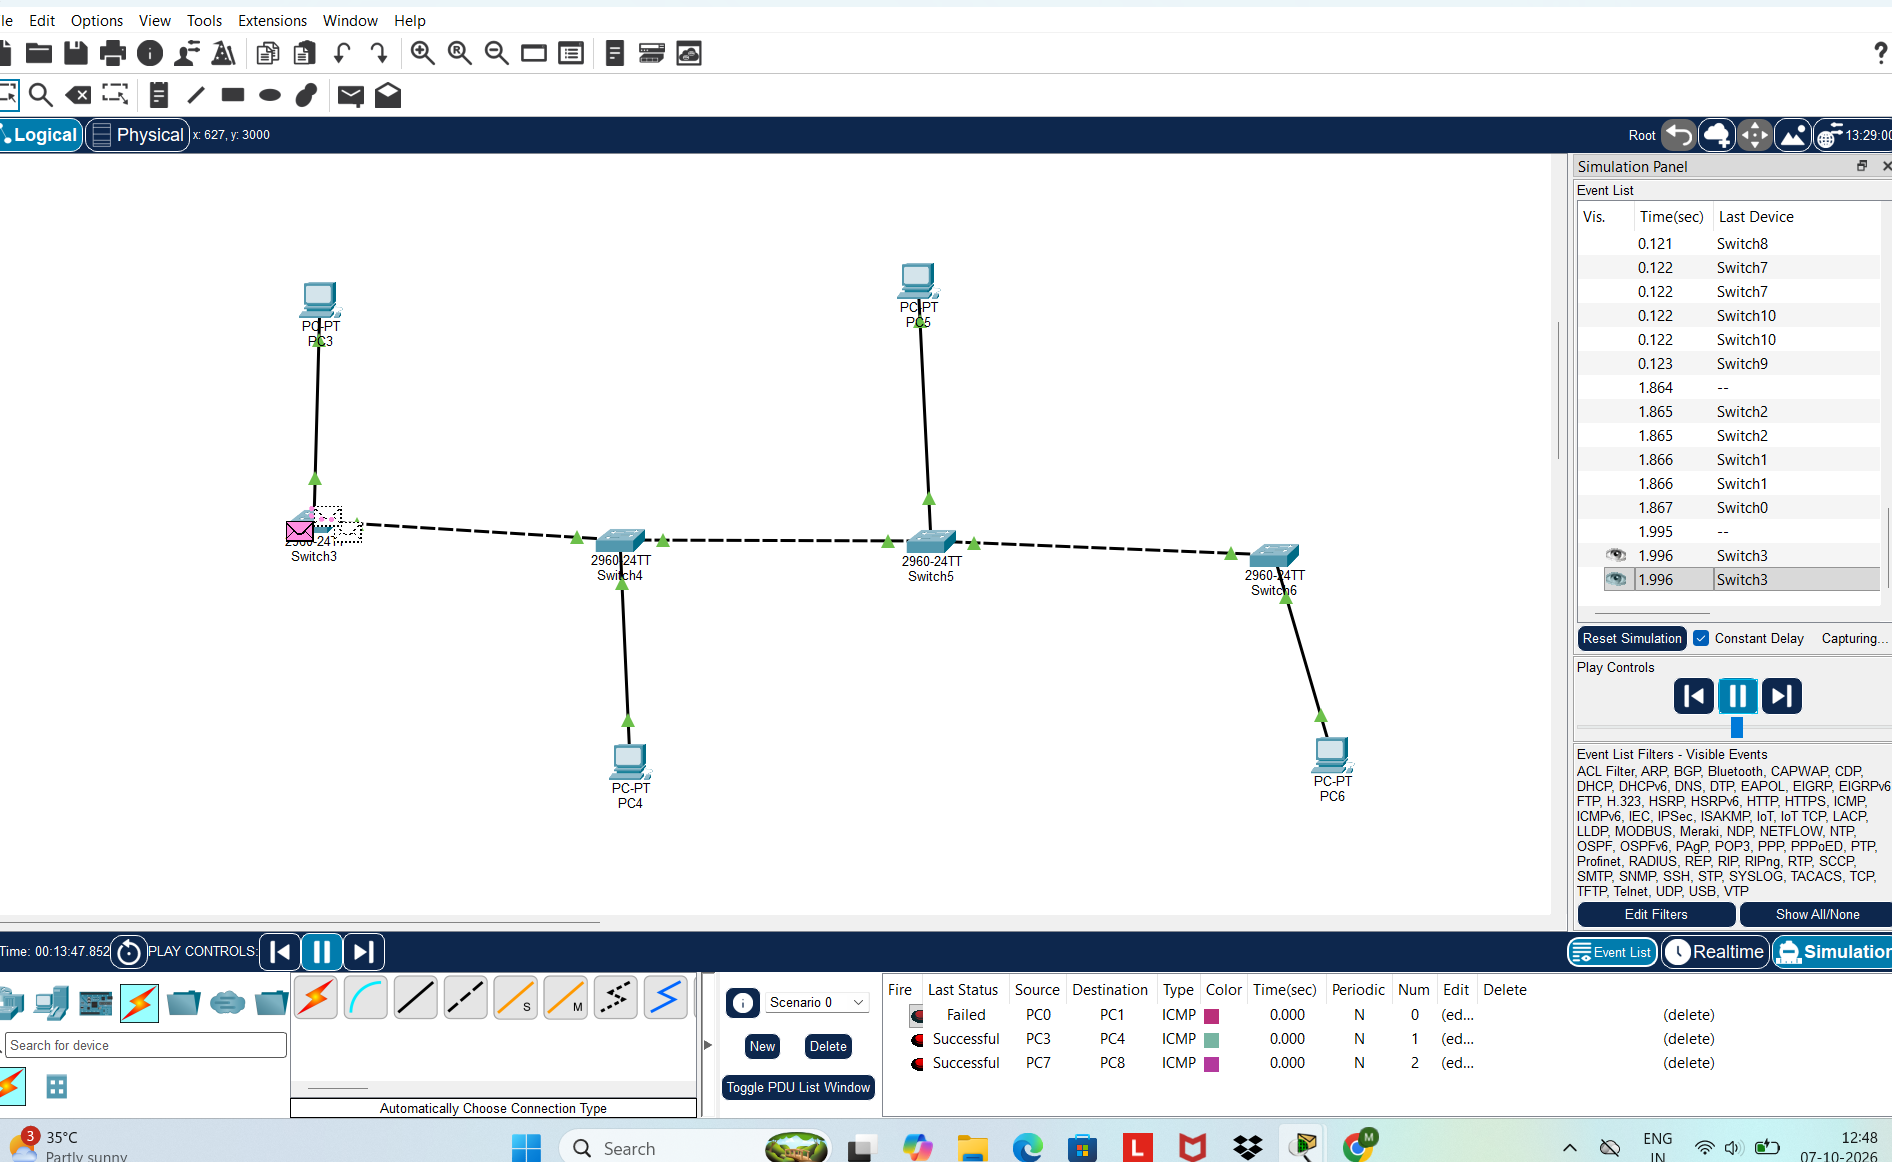 le Edit Options View Tools Extensions Window Help
?
Logical Physical x: 627, y: 3000 Root 13:29:00
Simulation Panel
Event List
Vis. Time(sec) Last Device
0.121 Switch8
0.122 Switch7
0.122 Switch7
0.122 Switch10
0.122 Switch10
0.123 Switch9
1.864 --
1.865 Switch2
1.865 Switch2
1.866 Switch1
1.866 Switch1
1.867 Switch0
1.995 --
1.996 Switch3
1.996 Switch3
Reset Simulation Constant Delay Capturing...
Play Controls
Event List Filters - Visible Events
ACL Filter, ARP, BGP, Bluetooth, CAPWAP, CDP,
DHCP, DHCPv6, DNS, DTP, EAPOL, EIGRP, EIGRPv6
FTP, H.323, HSRP, HSRPv6, HTTP, HTTPS, ICMP,
ICMPv6, IEC, IPSec, ISAKMP, IoT, IoT TCP, LACP,
LLDP, MODBUS, Meraki, NDP, NETFLOW, NTP,
OSPF, OSPFv6, PAgP, POP3, PPP, PPPoED, PTP,
Profinet, RADIUS, REP, RIP, RIPng, RTP, SCCP,
SMTP, SNMP, SSH, STP, SYSLOG, TACACS, TCP,
TFTP, Telnet, UDP, USB, VTP
Edit Filters Show All/None
PC-PT
PC3
PC-PT
PC5
2960-24TT
Switch3
2960-24TT
Switch4
2960-24TT
Switch5
2960-24TT
Switch6
PC-PT
PC4
PC-PT
PC6
Time: 00:13:47.852 PLAY CONTROLS: Event List Realtime Simulation
S M
Search for device
Automatically Choose Connection Type
Scenario 0
New Delete
Toggle PDU List Window
Fire Last Status Source Destination Type Color Time(sec) Periodic Num Edit Delete
Failed PC0 PC1 ICMP 0.000 N 0 (ed... (delete)
Successful PC3 PC4 ICMP 0.000 N 1 (ed... (delete)
Successful PC7 PC8 ICMP 0.000 N 2 (ed... (delete)
3 35°C
Partly sunny
Search
L
M
ENG
IN
12:48
07-10-2026